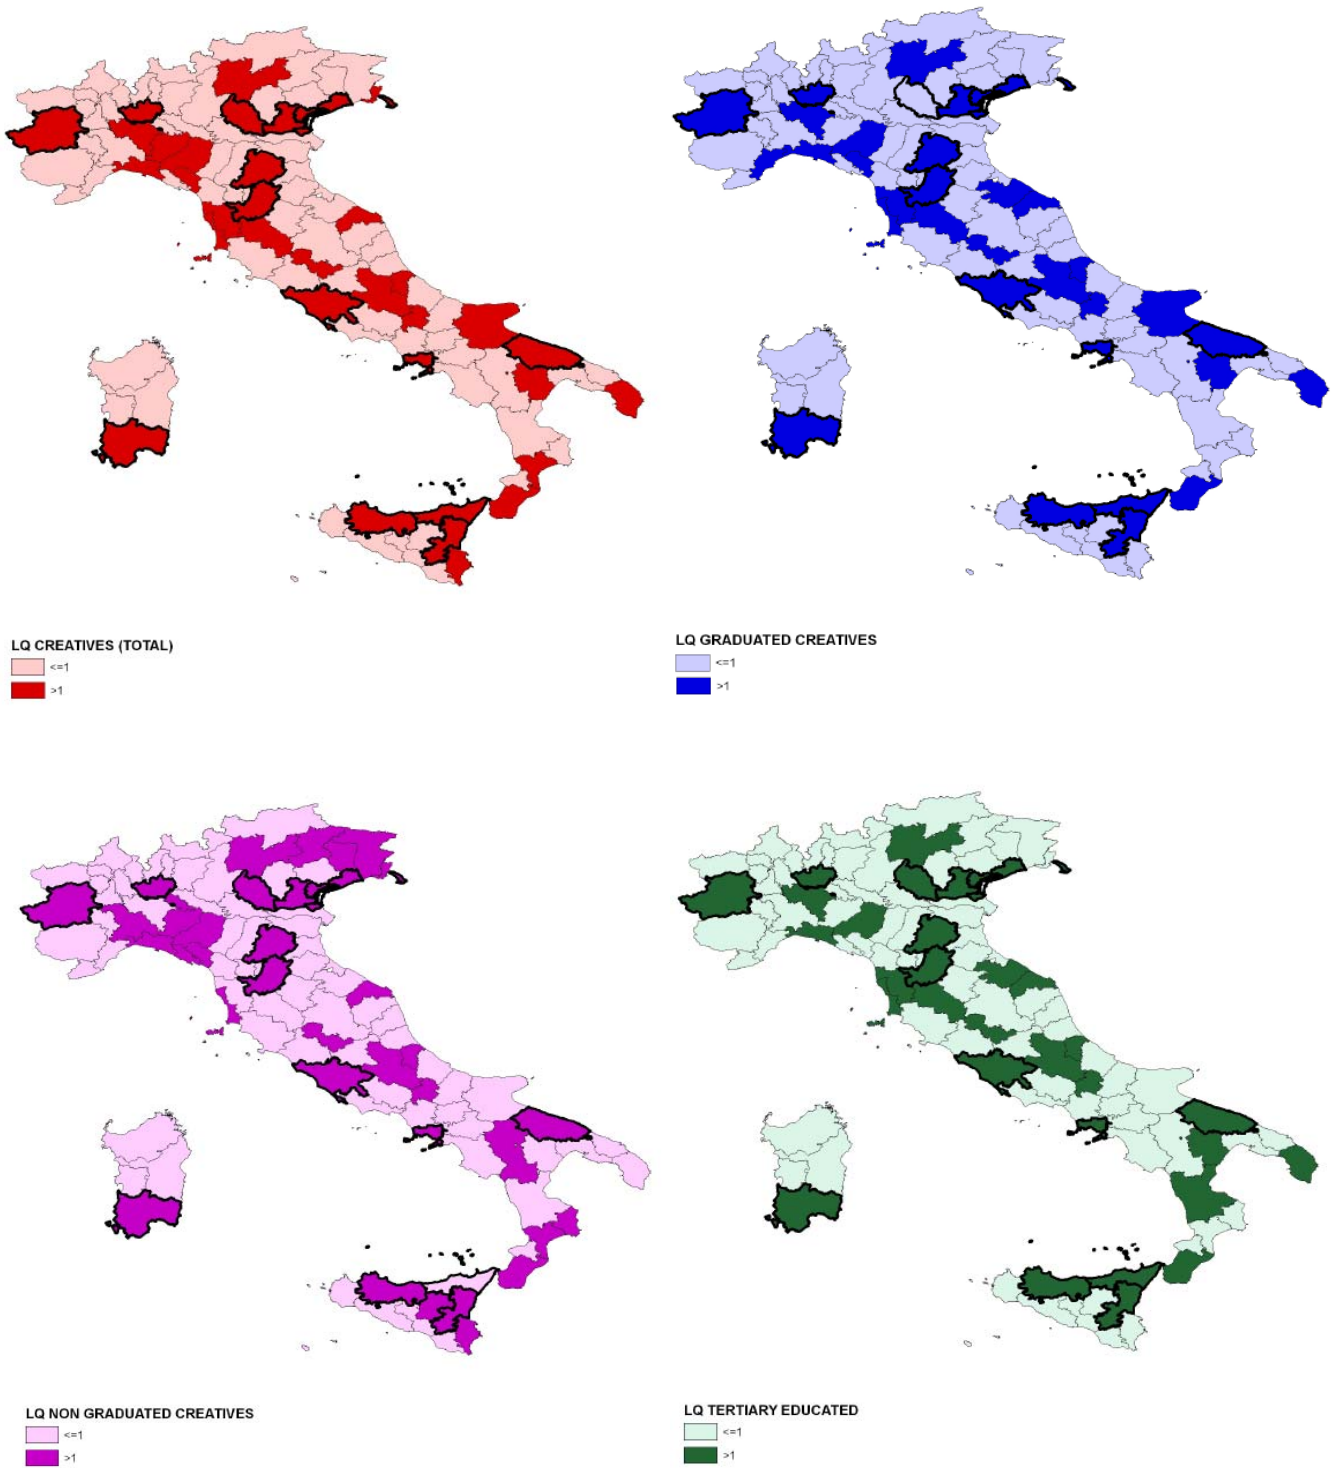 LQ CREATIVES (TOTAL)
<=1
>1
LQ GRADUATED CREATIVES
<=1
>1
LQ NON GRADUATED CREATIVES
<=1
>1
LQ TERTIARY EDUCATED
<=1
>1